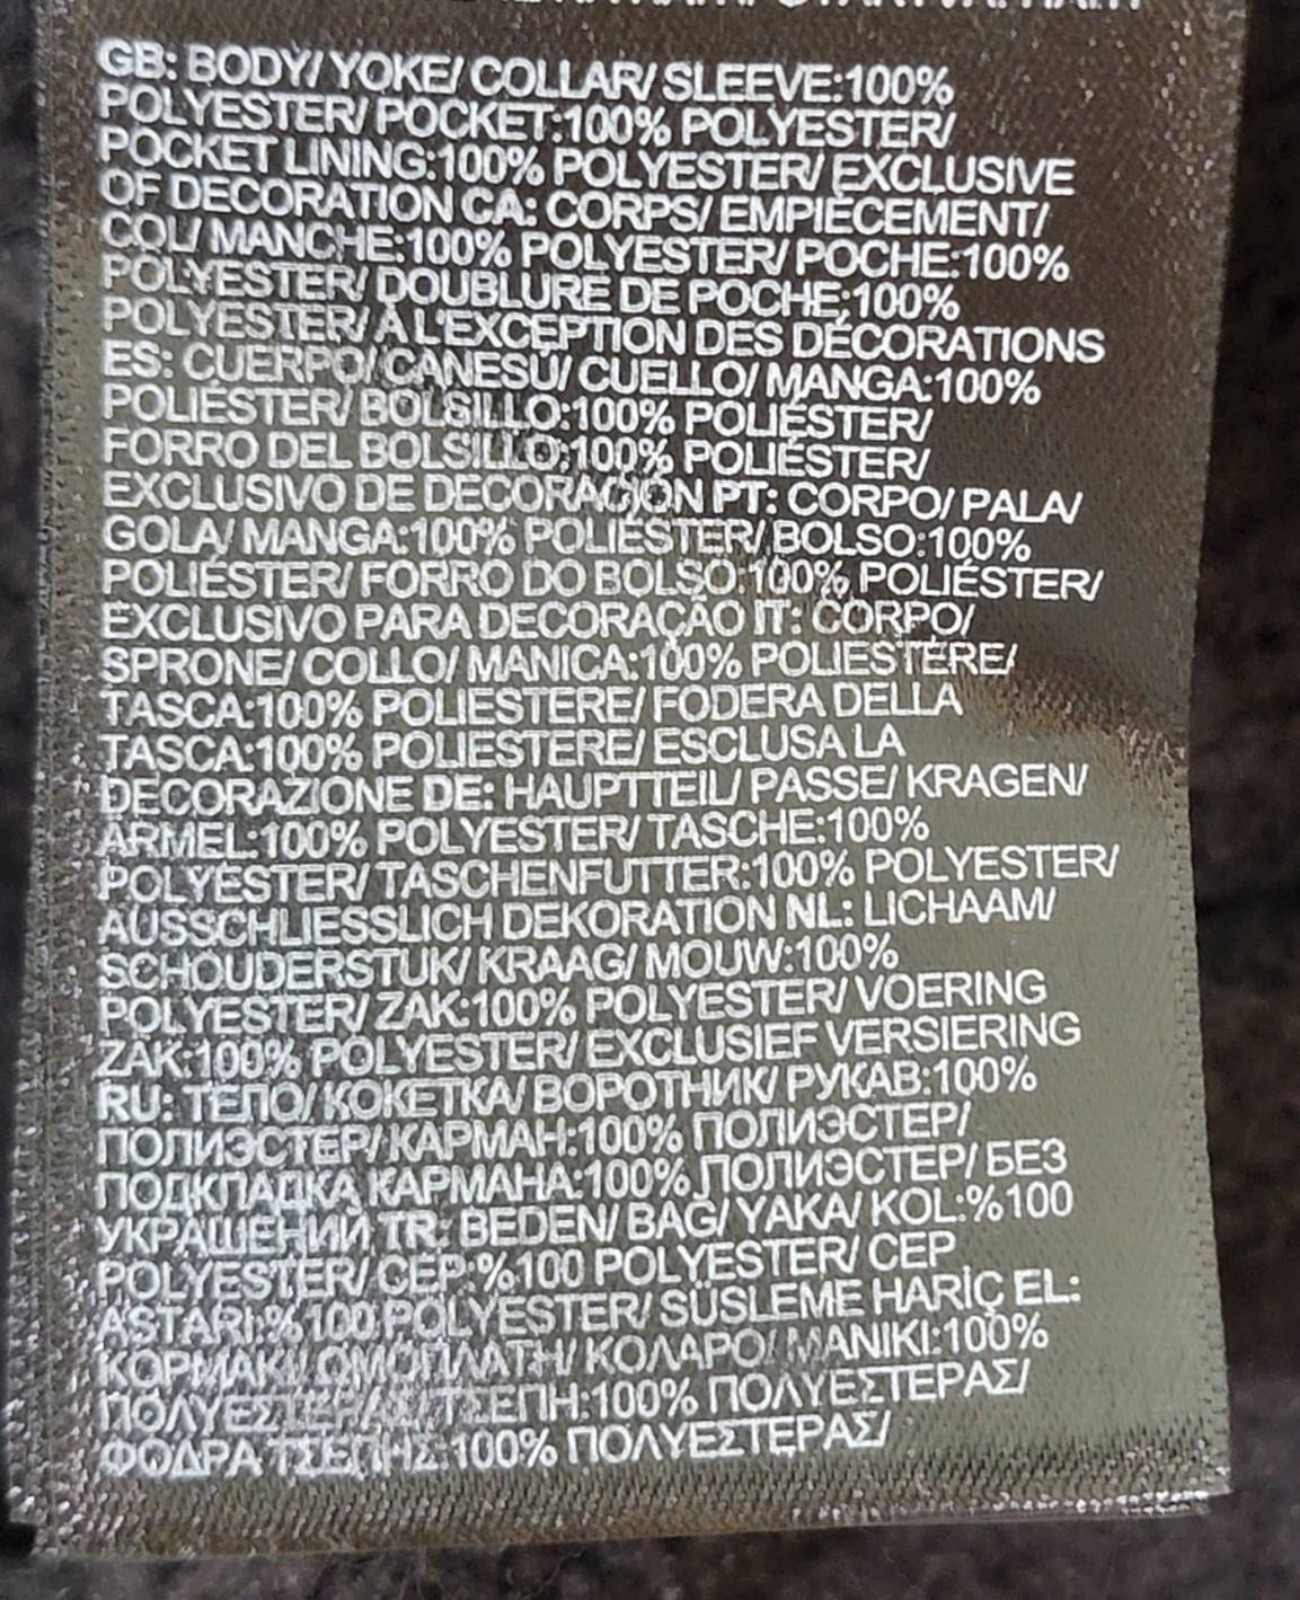 GB: BODY/ YOKE/ COLLAR/ SLEEVE:100%
POLYESTER/ POCKET:100% POLYESTER/
POCKET LINING:100% POLYESTER/ EXCLUSIVE
OF DECORATION CA: CORPS/ EMPIÈCEMENT/
COL/ MANCHE:100% POLYESTER/ POCHE:100%
POLYESTER/ DOUBLURE DE POCHE:100%
POLYESTER/ À L'EXCEPTION DES DÉCORATIONS
ES: CUERPO/ CANESÚ/ CUELLO/ MANGA:100%
POLIÉSTER/ BOLSILLO:100% POLIÉSTER/
FORRO DEL BOLSILLO:100% POLIÉSTER/
EXCLUSIVO DE DECORACIÓN PT: CORPO/ PALA/
GOLA/ MANGA:100% POLIÉSTER/ BOLSO:100%
POLIÉSTER/ FORRO DO BOLSO:100% POLIÉSTER/
EXCLUSIVO PARA DECORAÇÃO IT: CORPO/
SPRONE/ COLLO/ MANICA:100% POLIESTERE/
TASCA:100% POLIESTERE/ FODERA DELLA
TASCA:100% POLIESTERE/ ESCLUSA LA
DECORAZIONE DE: HAUPTTEIL/ PASSE/ KRAGEN/
ÄRMEL:100% POLYESTER/ TASCHE:100%
POLYESTER/ TASCHENFUTTER:100% POLYESTER/
AUSSCHLIESSLICH DEKORATION NL: LICHAAM/
SCHOUDERSTUK/ KRAAG/ MOUW:100%
POLYESTER/ ZAK:100% POLYESTER/ VOERING
ZAK:100% POLYESTER/ EXCLUSIEF VERSIERING
RU: ТЕЛО/ КОКЕТКА/ ВОРОТНИК/ РУКАВ:100%
ПОЛИЭСТЕР/ КАРМАН:100% ПОЛИЭСТЕР/
ПОДКЛАДКА КАРМАНА:100% ПОЛИЭСТЕР/ БЕЗ
УКРАШЕНИЙ TR: BEDEN/ BAĞ/ YAKA/ KOL:%100
POLYESTER/ CEP:%100 POLYESTER/ CEP
ASTARI:%100 POLYESTER/ SÜSLEME HARİÇ EL:
ΚΟΡΜΑΚΙ/ ΩΜΟΠΛΑΤΗ/ ΚΟΛΑΡΟ/ ΜΑΝΙΚΙ:100%
ΠΟΛΥΕΣΤΕΡΑΣ/ ΤΣΕΠΗ:100% ΠΟΛΥΕΣΤΕΡΑΣ/
ΦΟΔΡΑ ΤΣΕΠΗΣ:100% ΠΟΛΥΕΣΤΕΡΑΣ/